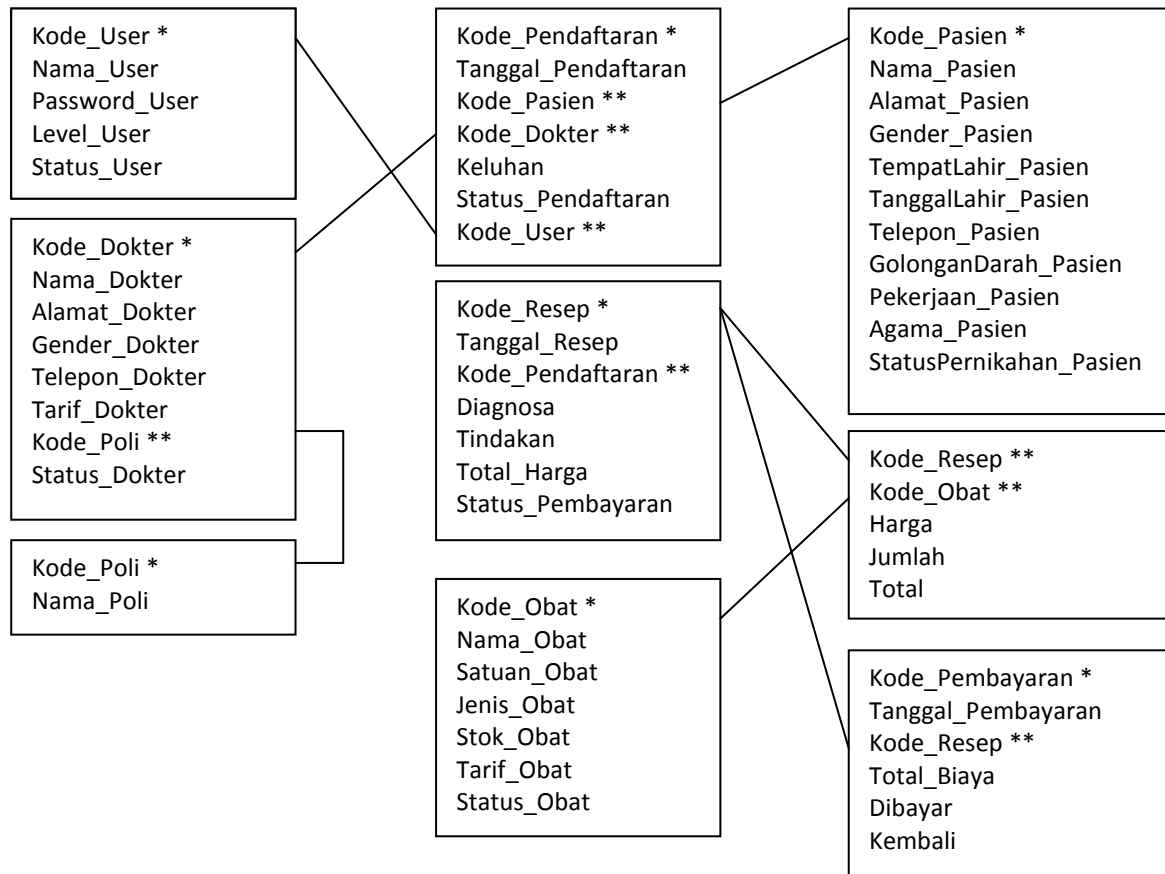 Kode_User *
Nama_User
Password_User
Level_User
Status_User
Kode_Dokter *
Nama_Dokter
Alamat_Dokter
Gender_Dokter
Telepon_Dokter
Tarif_Dokter
Kode_Poli **
Status_Dokter
Kode_Poli *
Nama_Poli
Kode_Pendaftaran *
Tanggal_Pendaftaran
Kode_Pasien **
Kode_Dokter **
Keluhan
Status_Pendaftaran
Kode_User **
Kode_Resep *
Tanggal_Resep
Kode_Pendaftaran **
Diagnosa
Tindakan
Total_Harga
Status_Pembayaran
Kode_Obat *
Nama_Obat
Satuan_Obat
Jenis_Obat
Stok_Obat
Tarif_Obat
Status_Obat
Kode_Pasien *
Nama_Pasien
Alamat_Pasien
Gender_Pasien
TempatLahir_Pasien
TanggalLahir_Pasien
Telepon_Pasien
GolonganDarah_Pasien
Pekerjaan_Pasien
Agama_Pasien
StatusPernikahan_Pasien
Kode_Resep **
Kode_Obat **
Harga
Jumlah
Total
Kode_Pembayaran *
Tanggal_Pembayaran
Kode_Resep **
Total_Biaya
Dibayar
Kembali